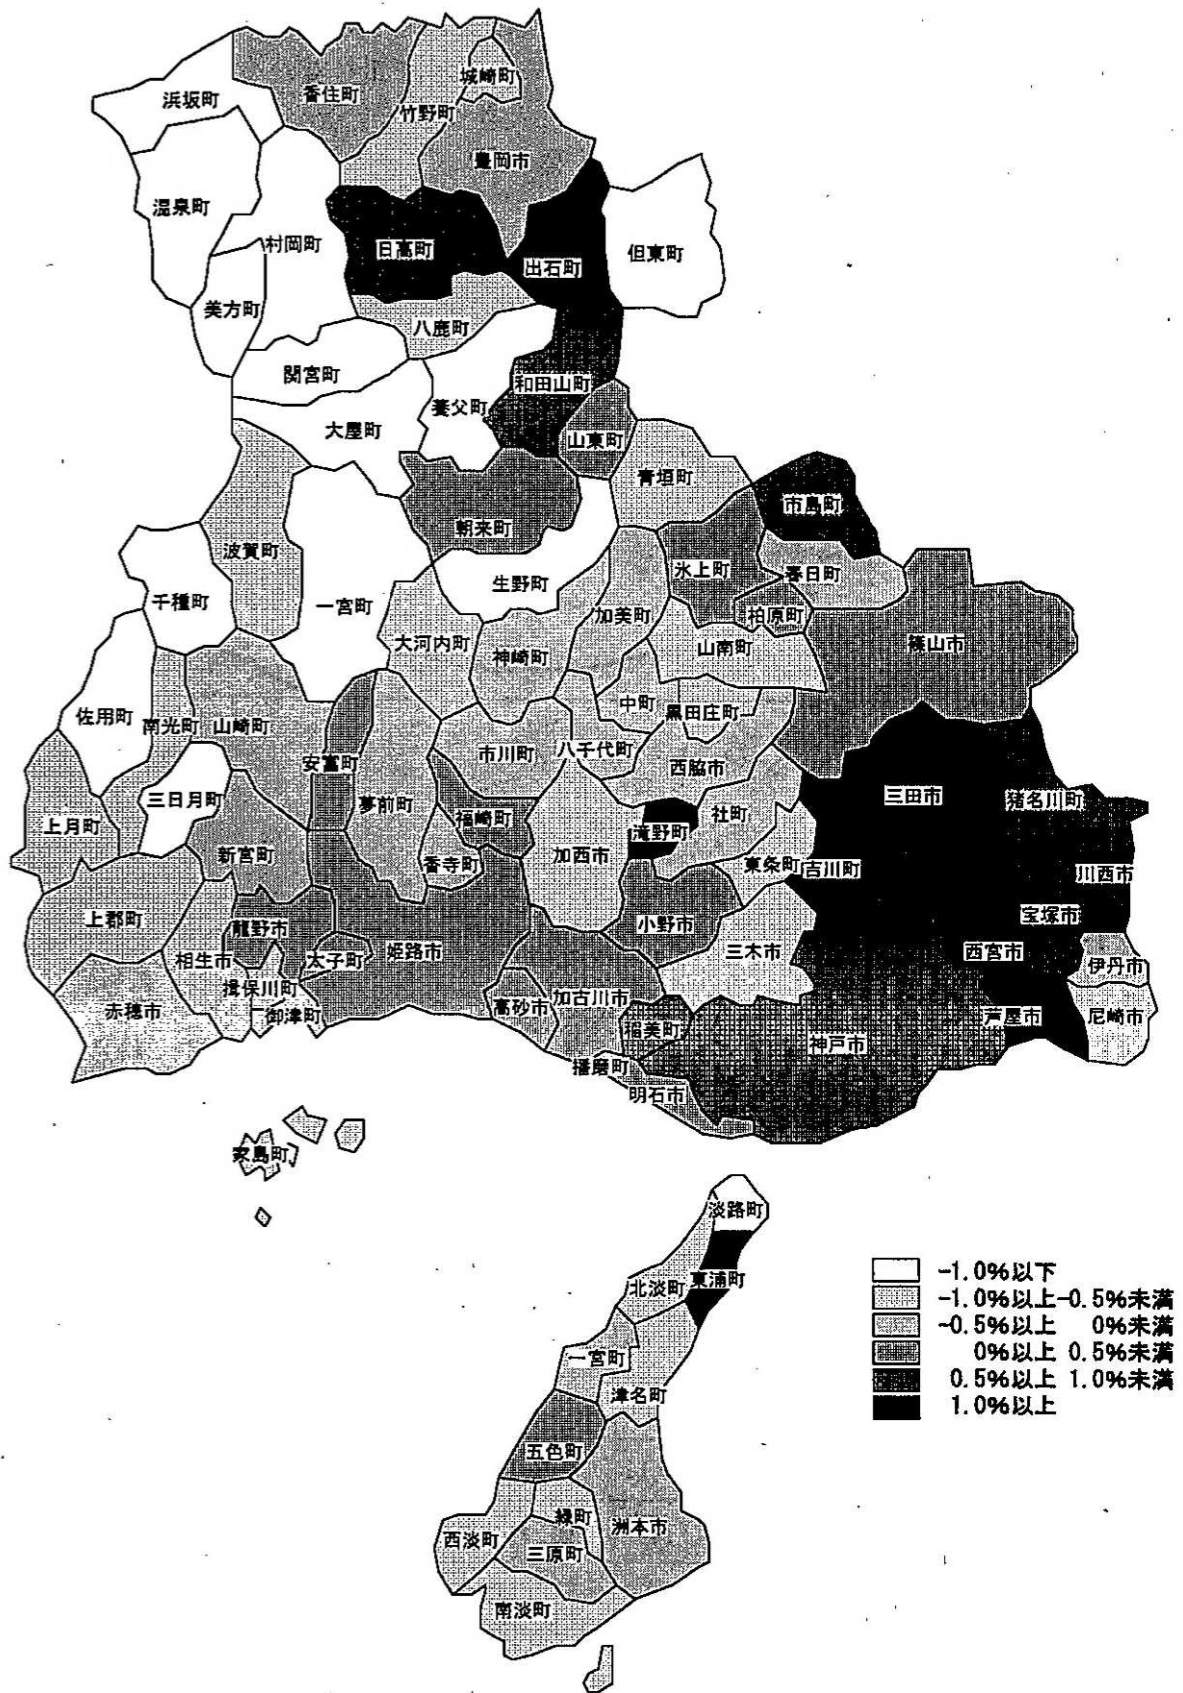 浜坂町
香住町
城崎町
竹野町
豊岡市
温泉町
村岡町
日高町
出石町
但東町
美方町
八鹿町
関宮町
養父町
和田山町
大屋町
山東町
青垣町
市島町
朝来町
波賀町
氷上町
春日町
生野町
千種町
一宮町
加美町
柏原町
大河内町
神崎町
山南町
篠山市
佐用町
南光町
山崎町
中町
黒田庄町
安富町
市川町
八千代町
西脇市
三日月町
夢前町
三田市
猪名川町
上月町
福崎町
滝野町
社町
新宮町
香寺町
加西市
東条町
吉川町
川西市
上郡町
龍野市
小野市
宝塚市
相生市
太子町
姫路市
三木市
西宮市
伊丹市
揖保川町
赤穂市
御津町
高砂市
加古川市
稲美町
神戸市
芦屋市
尼崎市
播磨町
明石市
家島町
淡路町
北淡町
東浦町
一宮町
津名町
五色町
緑町
洲本市
西淡町
三原町
南淡町
-1.0%以下
-1.0%以上-0.5%未満
-0.5%以上 0%未満
0%以上 0.5%未満
0.5%以上 1.0%未満
1.0%以上